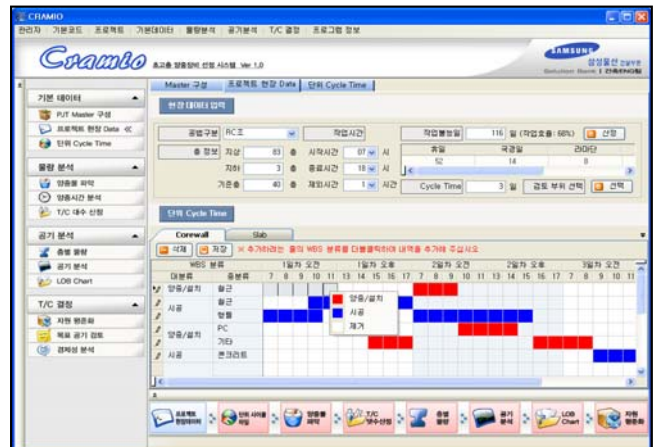 CRAMIO
관리자 기본코드 프로젝트 기본데이터 물량분석 공기분석 T/C 결정 프로그램 정보
Cramio 초고층 양중장비 선정 시스템 Ver 1.0
SAMSUNG
삼성물산 건설부문
Master 구성 프로젝트 현장 Data 단위 Cycle Time
기본 데이터
PJT Master 구성
프로젝트 현장 Data
단위 Cycle Time
물량 분석
양중물 파악
양중시간 분석
T/C 대수 산정
공기 분석
층별 물량
공기 분석
LOB Chart
T/C 결정
자원 평준화
목표 공기 검토
경제성 분석
현장 데이터 입력
공법구분 RC조 작업시간 작업불능일 116 일 (작업효율: 68%) 산정
층 정보 지상 83 층 시작시간 07 시 휴일 국경일
지하 3 층 종료시간 18 시 52 14 8
기준층 40 층 제외시간 1 시간 Cycle Time 3 일 검토 부위 선택 선택
단위 Cycle Time
Corewall Slab
삭제 저장 ※ 추가하려는 줄의 WBS 분류를 더블클릭하여 내역을 추가해 주십시오
WBS 분류 1일차 오전 1일차 오후 2일차 오전 2일차 오후 3일차 오전
대분류 중분류 7 8 9 10 11 13 14 15 16 17 7 8 9 10 11 13 14 15 16 17 7 8 9 10 11
양중/설치 철근
시공 철근
형틀
양중/설치 PC
기타
시공 콘크리트
양중/설치
시공
제거
프로젝트 현장데이터 단위 사이클 타임 양중물 파악 T/C 댓수산정 층별 물량 공기 분석 LOB Chart 자원 평준화